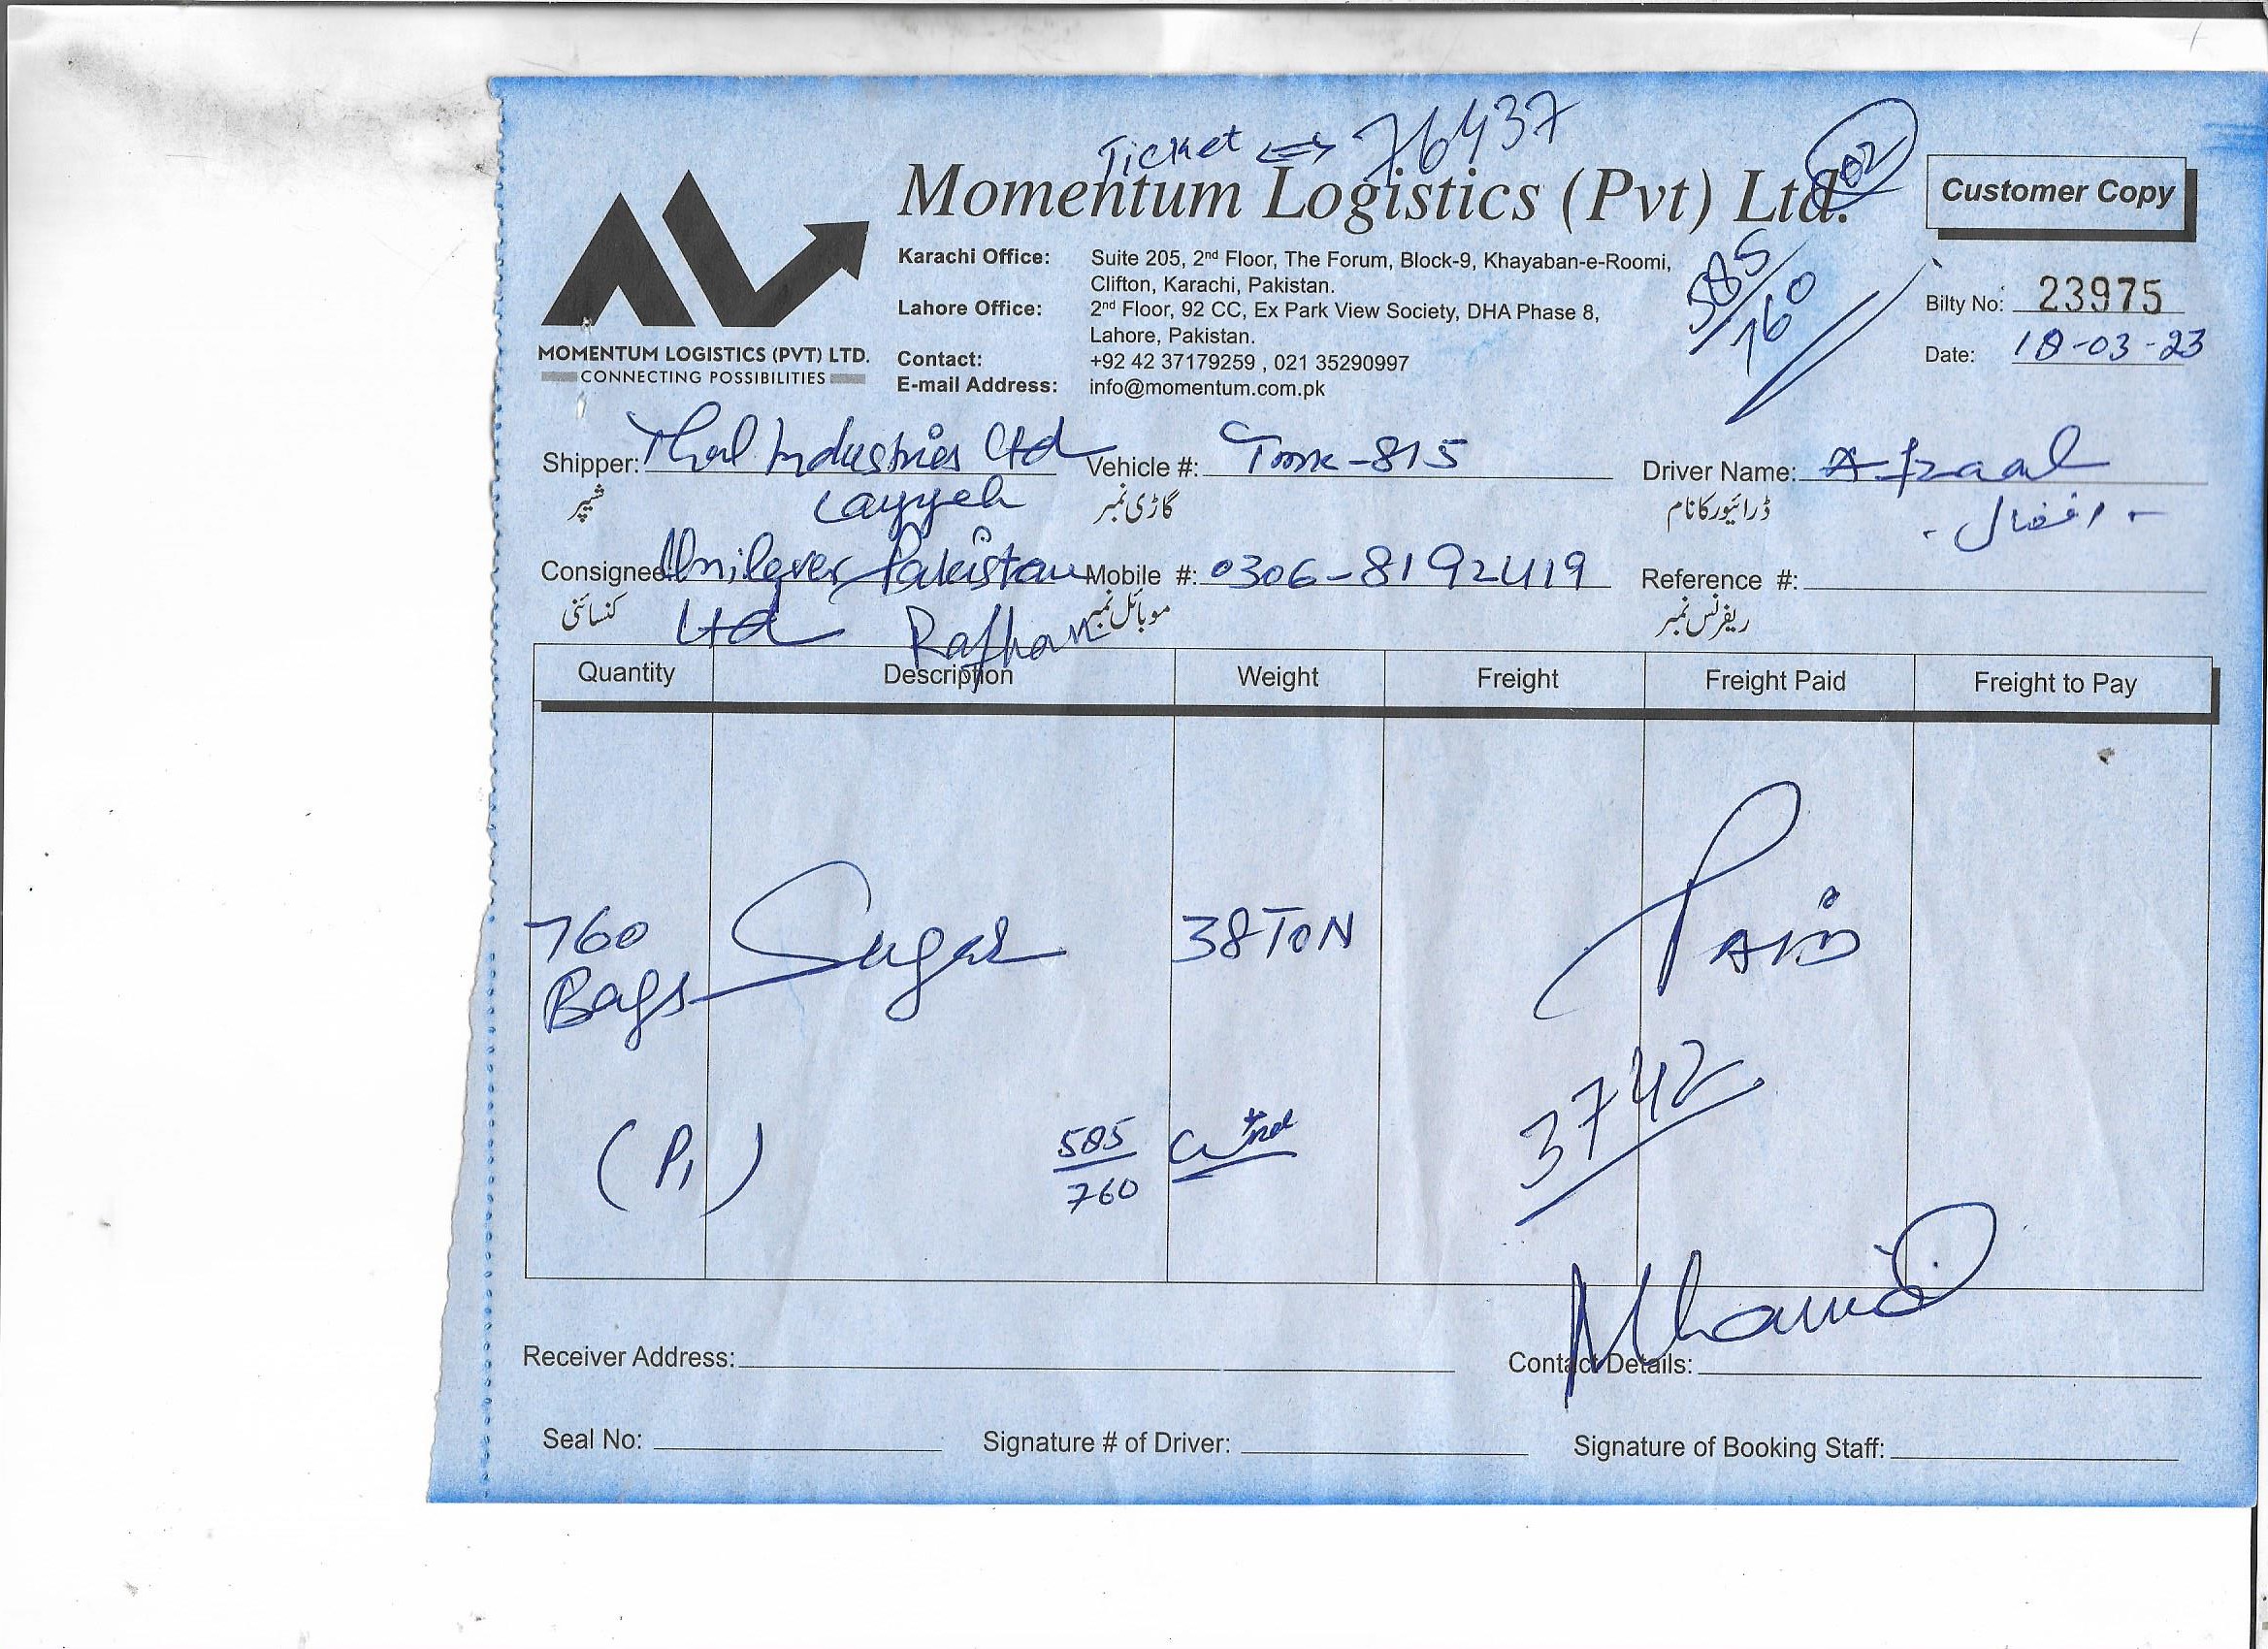 Ticket ⇔ 76437
02
Momentum Logistics (Pvt) Ltd.
Customer Copy
MOMENTUM LOGISTICS (PVT) LTD.
CONNECTING POSSIBILITIES
Karachi Office: Suite 205, 2nd Floor, The Forum, Block-9, Khayaban-e-Roomi,
Clifton, Karachi, Pakistan.
Lahore Office: 2nd Floor, 92 CC, Ex Park View Society, DHA Phase 8,
Lahore, Pakistan.
Contact: +92 42 37179259 , 021 35290997
E-mail Address: info@momentum.com.pk
585/760
Bilty No: 23975
Date: 18-03-23
Shipper: Thal Industries Ltd Vehicle #: TMK-815 Driver Name: Afzaal
شیپر Layyah گاڑی نمبر ڈرائیور کا نام - افضال -
Consignee Unilever Pakistan Mobile #: 0306-8192419 Reference #:
کنسائنی Ltd Rafhan موبائل نمبر ریفرنس نمبر
Quantity Description Weight Freight Freight Paid Freight to Pay
760 Sugar 38 TON PAID
Bags
3742
(P1) 585/760
Receiver Address: Contact Details:
Seal No: Signature # of Driver: Signature of Booking Staff: